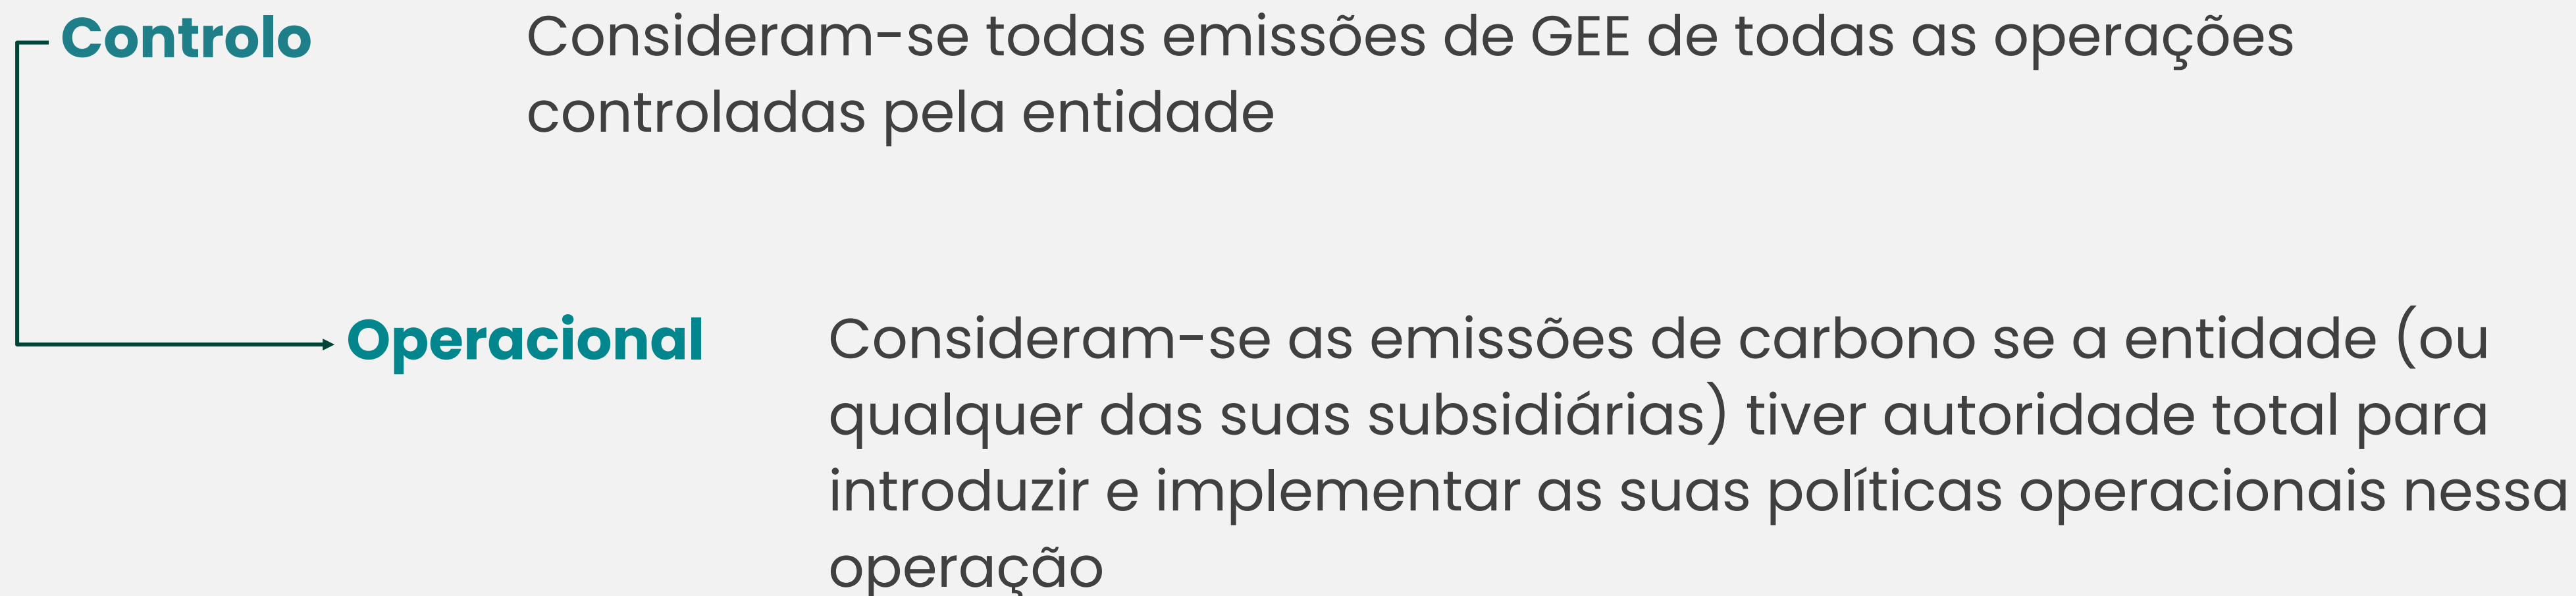 Controlo
Consideram-se todas emissões de GEE de todas as operações
controladas pela entidade
Operacional
Consideram-se as emissões de carbono se a entidade (ou
qualquer das suas subsidiárias) tiver autoridade total para
introduzir e implementar as suas políticas operacionais nessa
operação